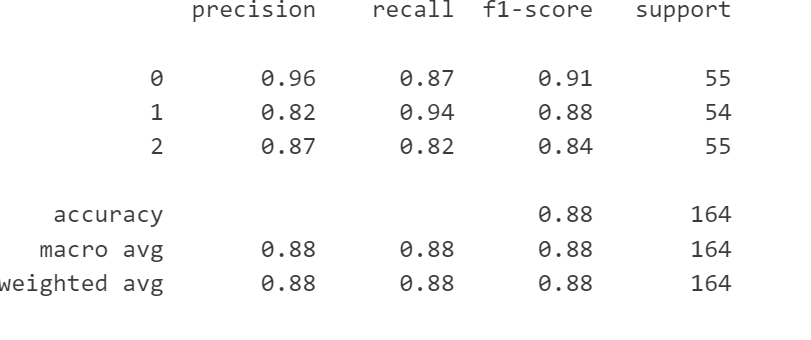 precision recall f1-score support
0 0.96 0.87 0.91 55
1 0.82 0.94 0.88 54
2 0.87 0.82 0.84 55
accuracy 0.88 164
macro avg 0.88 0.88 0.88 164
weighted avg 0.88 0.88 0.88 164